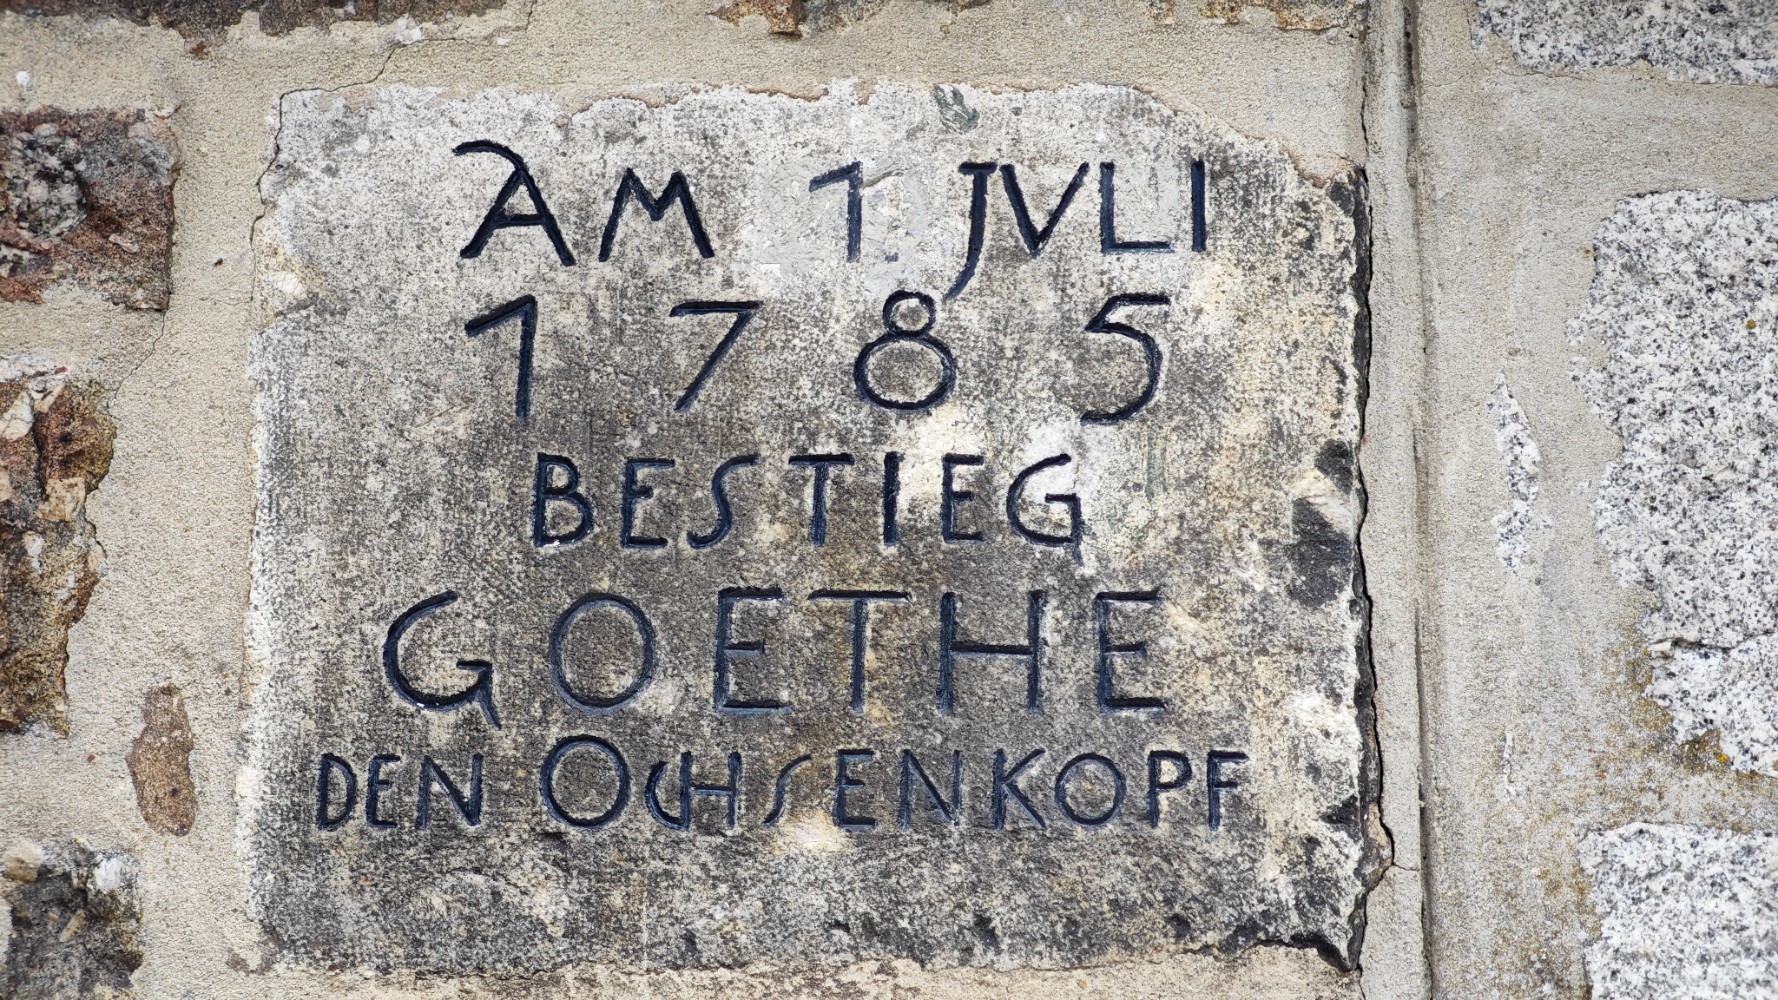 AM 1 JVLI
1785
BESTIEG
GOETHE
DEN OCHSENKOPF